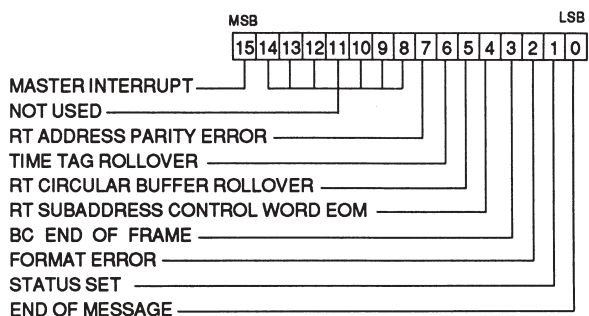 MSB LSB
15 14 13 12 11 10 9 8 7 6 5 4 3 2 1 0
MASTER INTERRUPT
NOT USED
RT ADDRESS PARITY ERROR
TIME TAG ROLLOVER
RT CIRCULAR BUFFER ROLLOVER
RT SUBADDRESS CONTROL WORD EOM
BC END OF FRAME
FORMAT ERROR
STATUS SET
END OF MESSAGE